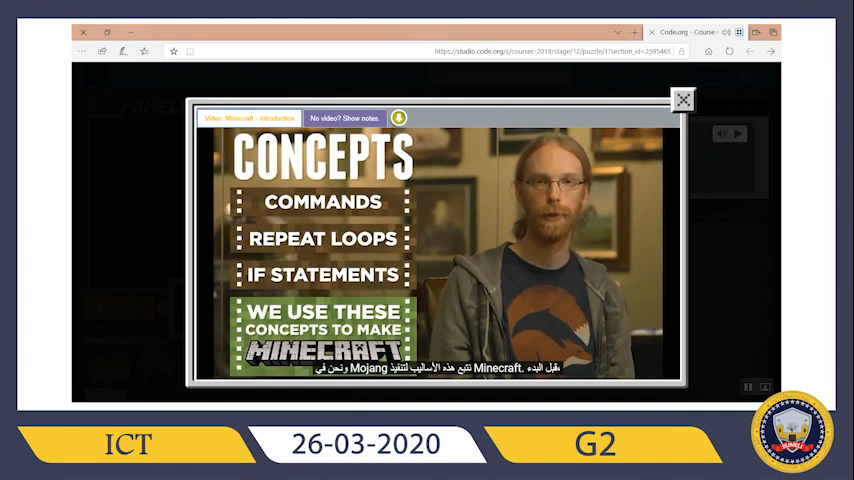 Code.org - Course
https://studio.code.org/s/coursec-2019/stage/12/puzzle/1?section_id=2595465
Video: Minecraft - Introduction
No video? Show notes.
CONCEPTS
COMMANDS
REPEAT LOOPS
IF STATEMENTS
WE USE THESE
CONCEPTS TO MAKE
MINECRAFT
قبل البدء، Minecraft. نتبع هذه الأساليب لتنفيذ Mojang ونحن في
ICT
26-03-2020
G2